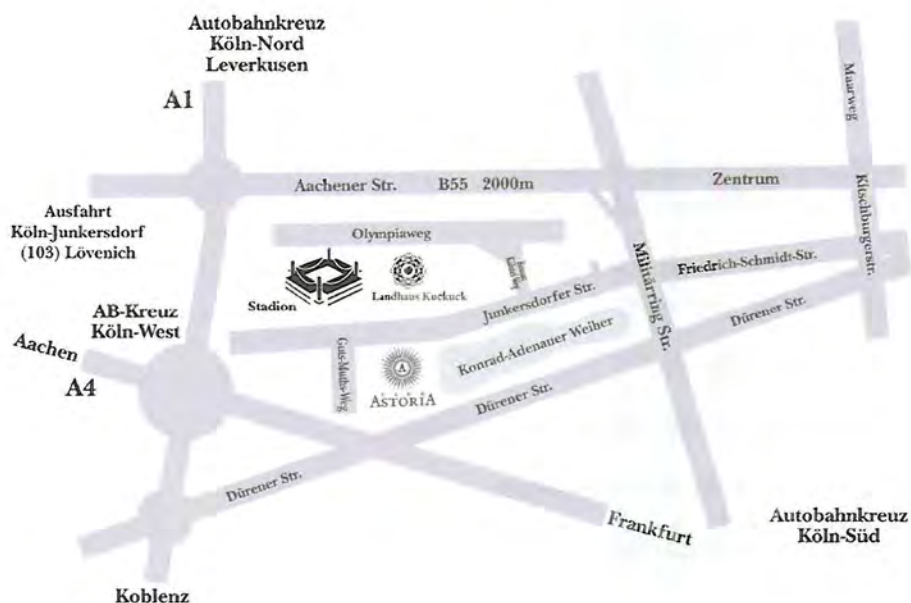 Autobahnkreuz
Köln-Nord
Leverkusen
A1
Maarweg
Aachener Str. B55 2000m
Zentrum
Ausfahrt
Köln-Junkersdorf
(103) Lövenich
Olympiaweg
Kitschburgerstr.
Militärring Str.
Friedrich-Schmidt-Str.
Stadion
Landhaus Kuckuck
Junkersdorfer Str.
AB-Kreuz
Köln-West
Aachen
A4
Guts-Muths-Weg
A
ASTORIA
Konrad-Adenauer Weiher
Dürener Str.
Dürener Str.
Dürener Str.
Frankfurt
Autobahnkreuz
Köln-Süd
Koblenz